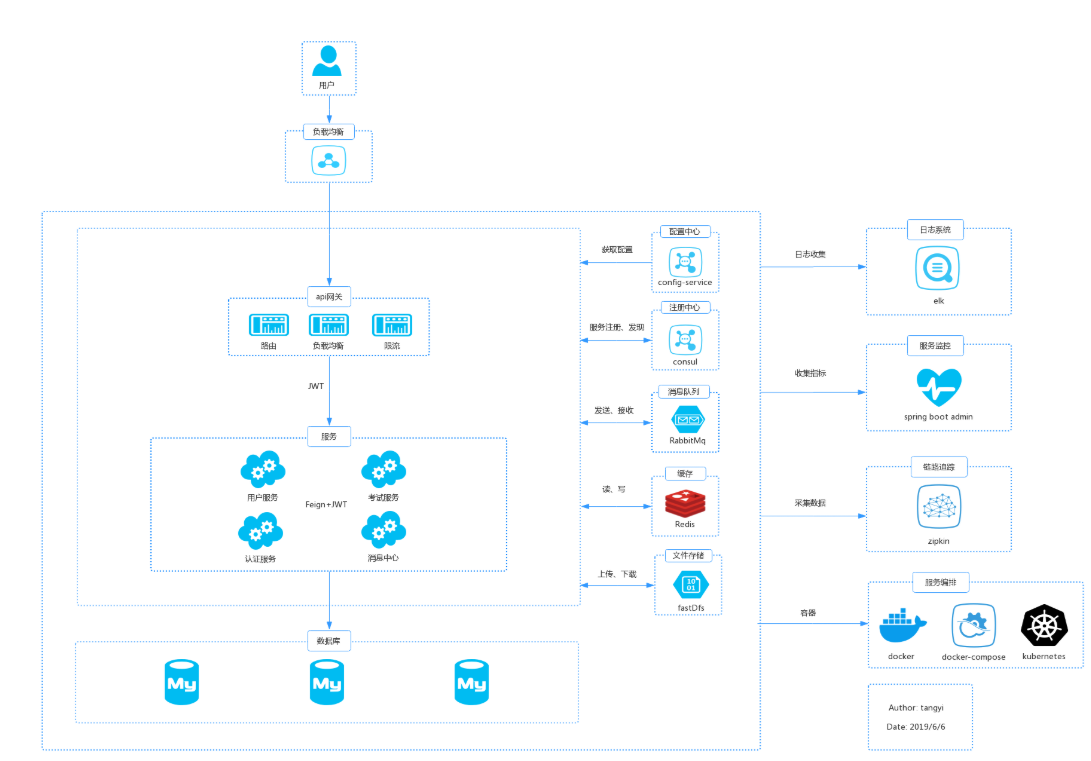 用户
负载均衡
api网关
路由
负载均衡
限流
JWT
服务
用户服务
考试服务
Feign+JWT
认证服务
消息中心
数据库
My
My
My
获取配置
配置中心
config-service
服务注册、发现
注册中心
consul
发送、接收
消息队列
RabbitMq
读、写
缓存
Redis
上传、下载
文件存储
10
01
fastDfs
日志收集
日志系统
elk
收集指标
服务监控
spring boot admin
采集数据
链路追踪
zipkin
容器
服务编排
docker
docker-compose
kubernetes
Author: tangyi
Date: 2019/6/6